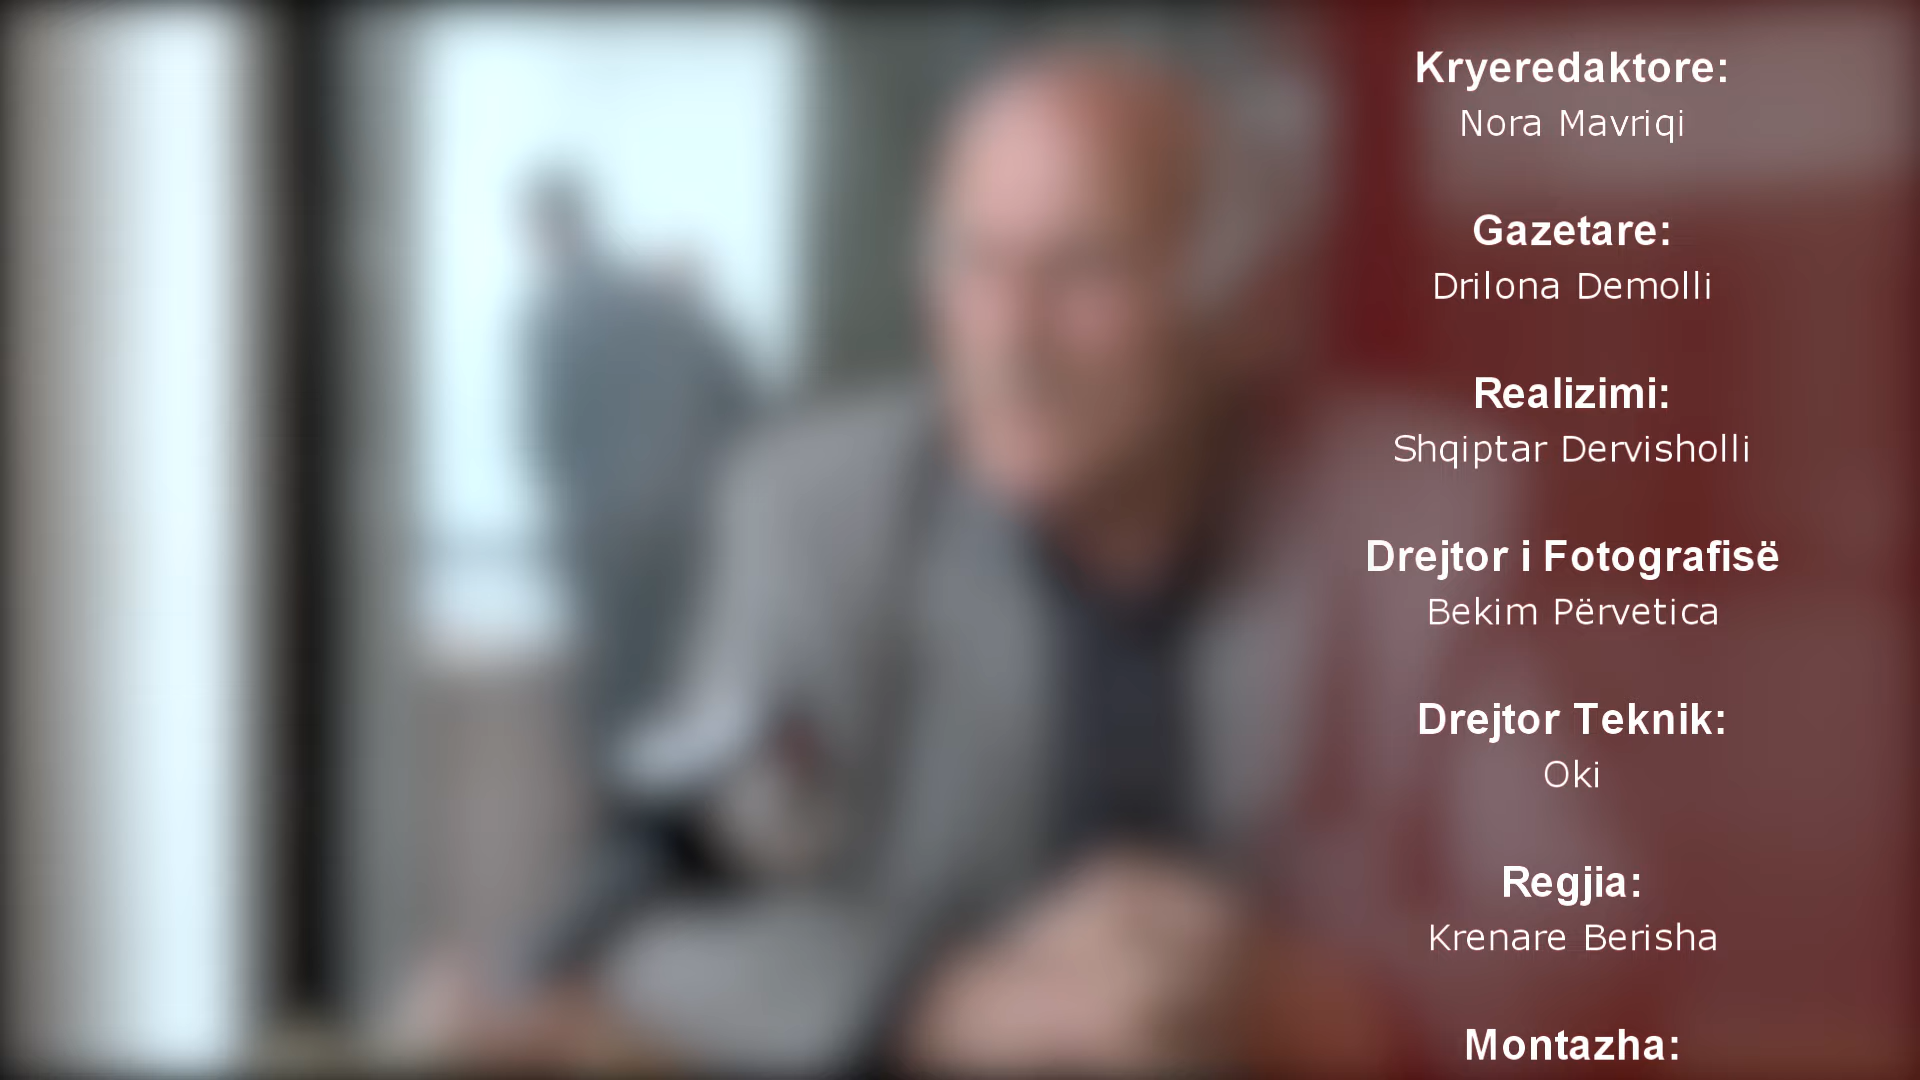 Kryeredaktore:
Nora Mavriqi
Gazetare:
Drilona Demolli
Realizimi:
Shqiptar Dervisholli
Drejtor i Fotografisë
Bekim Përvetica
Drejtor Teknik:
Oki
Regjia:
Krenare Berisha
Montazha: